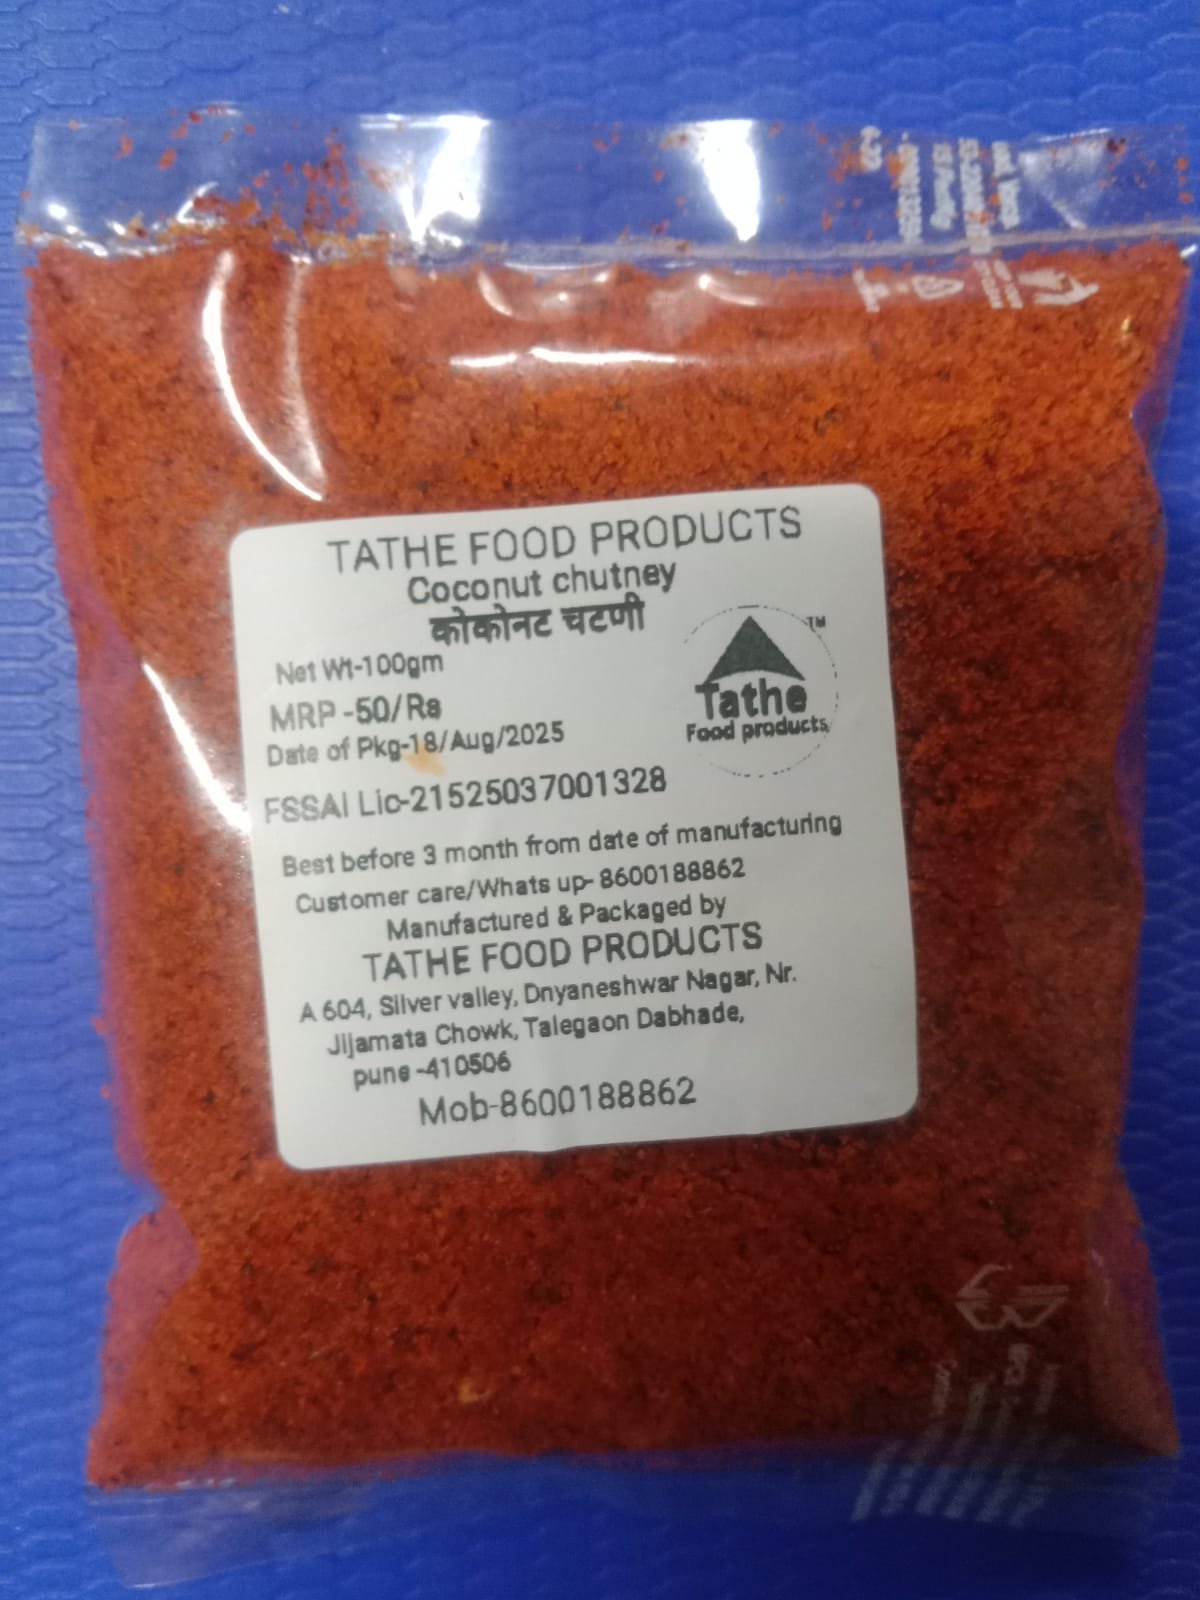 TATHE FOOD PRODUCTS
Coconut chutney
कोकोनट चटणी
Net Wt-100gm
MRP -50/Rs
Date of Pkg-18/Aug/2025
TM
Tathe
Food products
FSSAI Lic-21525037001328
Best before 3 month from date of manufacturing
Customer care/Whats up- 8600188862
Manufactured & Packaged by
TATHE FOOD PRODUCTS
A 604, Silver valley, Dnyaneshwar Nagar, Nr.
Jijamata Chowk, Talegaon Dabhade,
pune -410506
Mob-8600188862